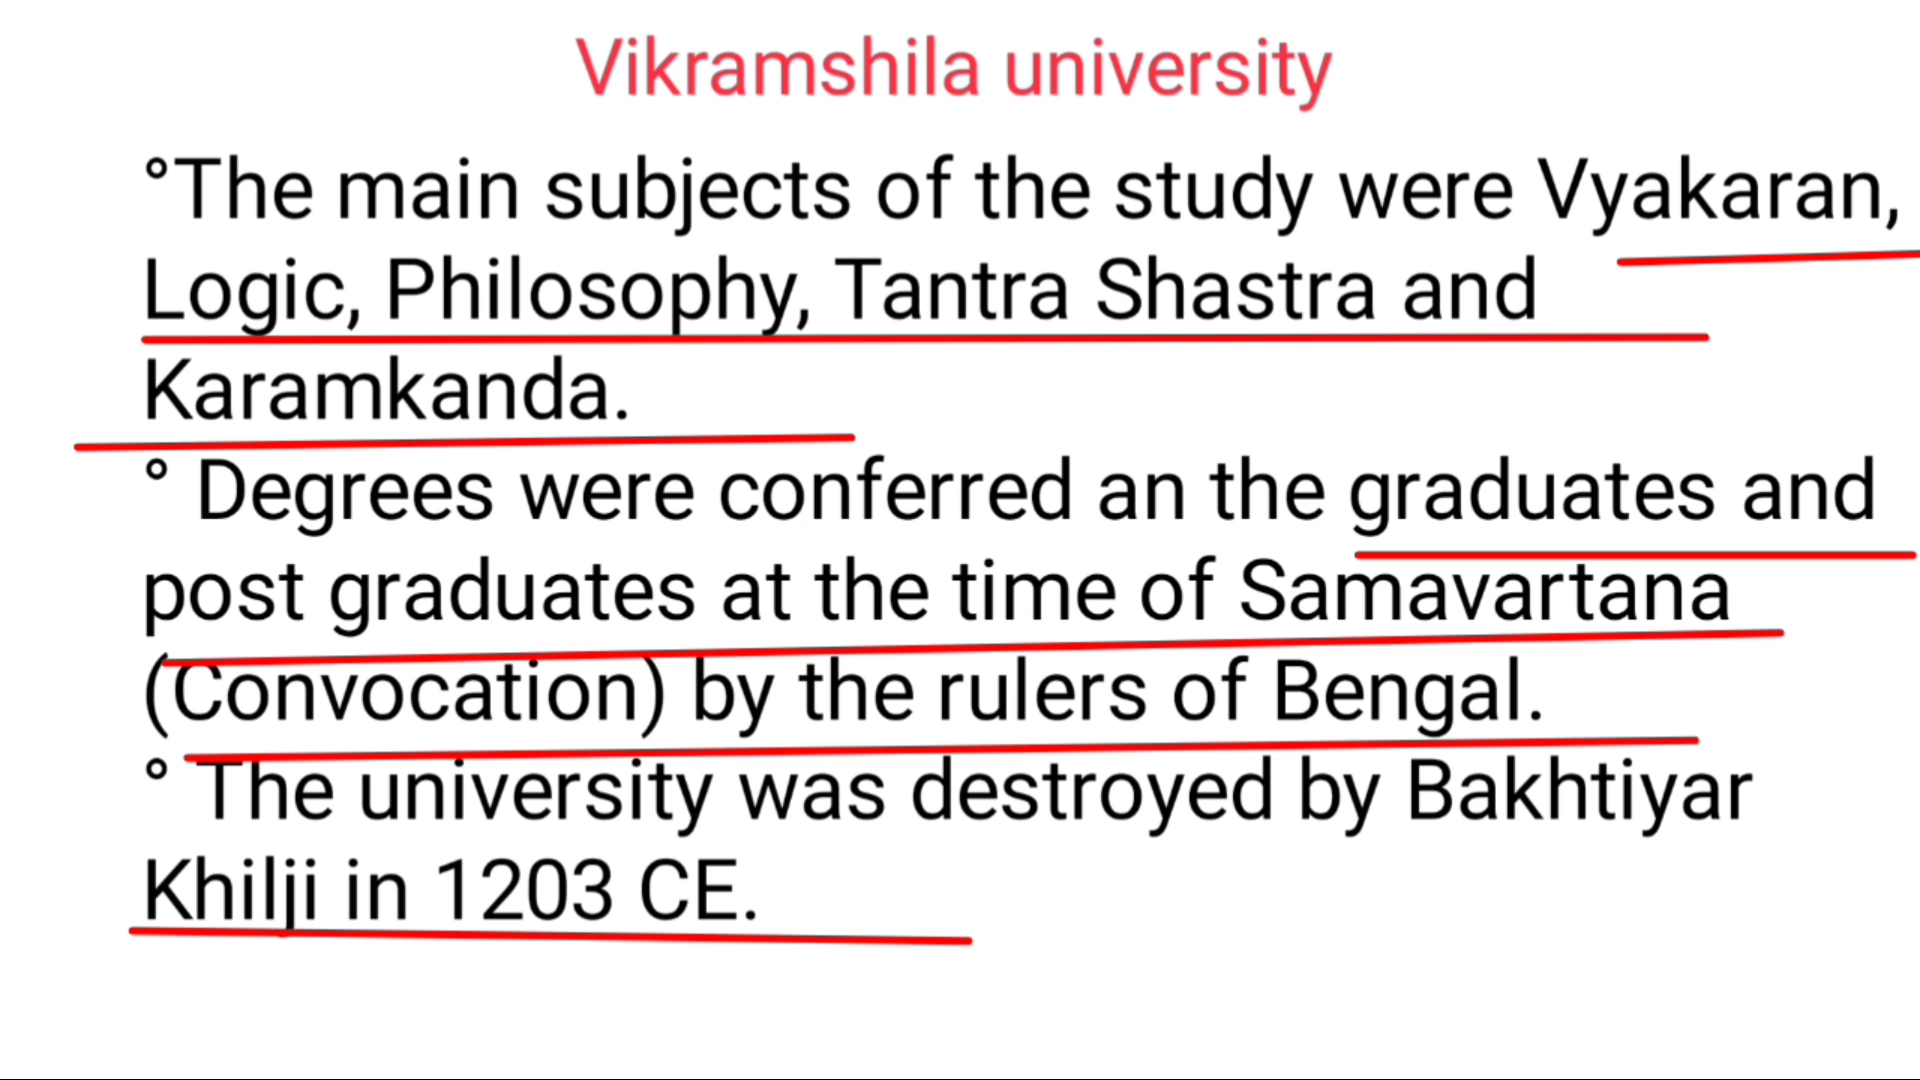 Vikramshila university
°The main subjects of the study were Vyakaran,
Logic, Philosophy, Tantra Shastra and
Karamkanda.
° Degrees were conferred an the graduates and
post graduates at the time of Samavartana
(Convocation) by the rulers of Bengal.
° The university was destroyed by Bakhtiyar
Khilji in 1203 CE.